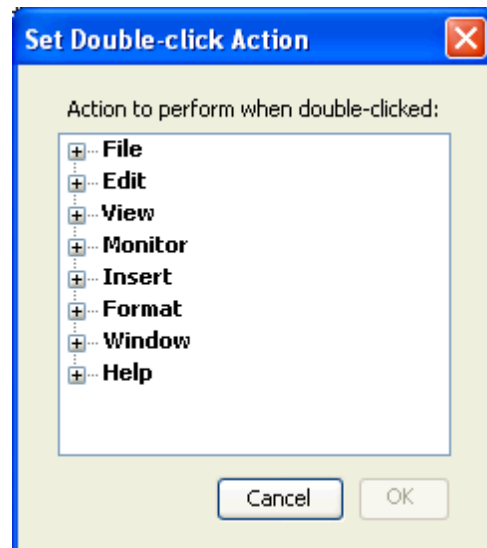 Set Double-click Action
Action to perform when double-clicked:
File
Edit
View
Monitor
Insert
Format
Window
Help
Cancel OK